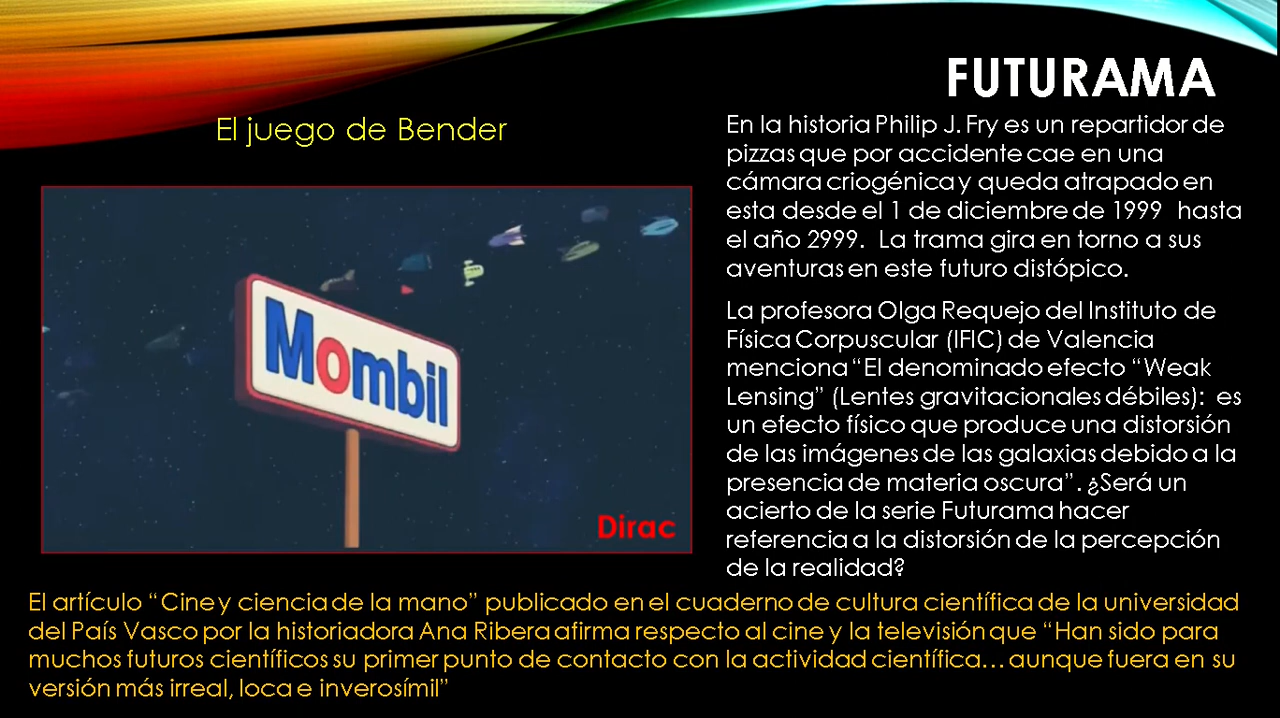 FUTURAMA
El juego de Bender
Mombil
Dirac
En la historia Philip J. Fry es un repartidor de
pizzas que por accidente cae en una
cámara criogénica y queda atrapado en
esta desde el 1 de diciembre de 1999 hasta
el año 2999. La trama gira en torno a sus
aventuras en este futuro distópico.
La profesora Olga Requejo del Instituto de
Física Corpuscular (IFIC) de Valencia
menciona “El denominado efecto “Weak
Lensing” (Lentes gravitacionales débiles): es
un efecto físico que produce una distorsión
de las imágenes de las galaxias debido a la
presencia de materia oscura”. ¿Será un
acierto de la serie Futurama hacer
referencia a la distorsión de la percepción
de la realidad?
El artículo “Cine y ciencia de la mano” publicado en el cuaderno de cultura científica de la universidad
del País Vasco por la historiadora Ana Ribera afirma respecto al cine y la televisión que “Han sido para
muchos futuros científicos su primer punto de contacto con la actividad científica… aunque fuera en su
versión más irreal, loca e inverosímil”